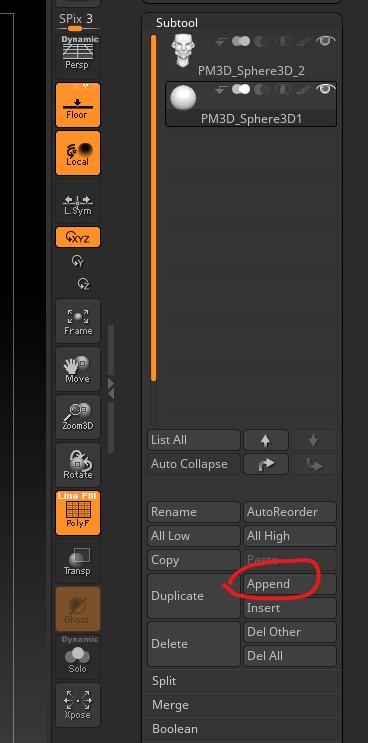 SPix 3
Dynamic
Persp
Floor
Local
L.Sym
XYZ
Y
Z
Frame
Move
Zoom3D
Rotate
Line Fill
PolyF
Transp
Ghost
Dynamic
Solo
Xpose
Subtool
PM3D_Sphere3D_2
PM3D_Sphere3D1
List All
Auto Collapse
Rename AutoReorder
All Low All High
Copy Paste
Duplicate Append
Insert
Delete Del Other
Del All
Split
Merge
Boolean